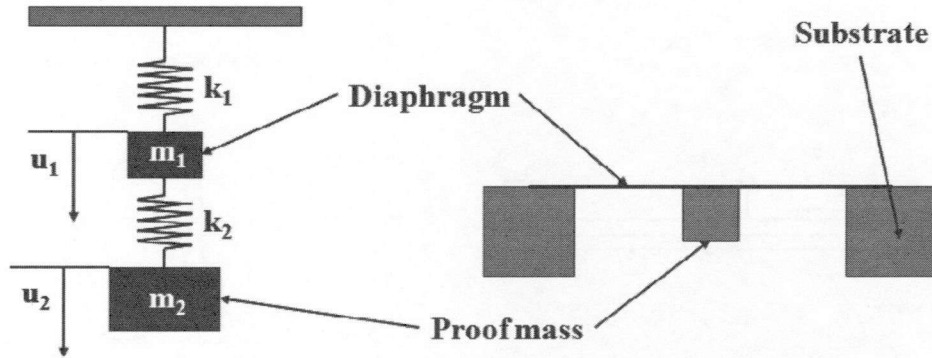 Substrate
k₁
Diaphragm
m₁
u₁
k₂
u₂
m₂
Proof mass